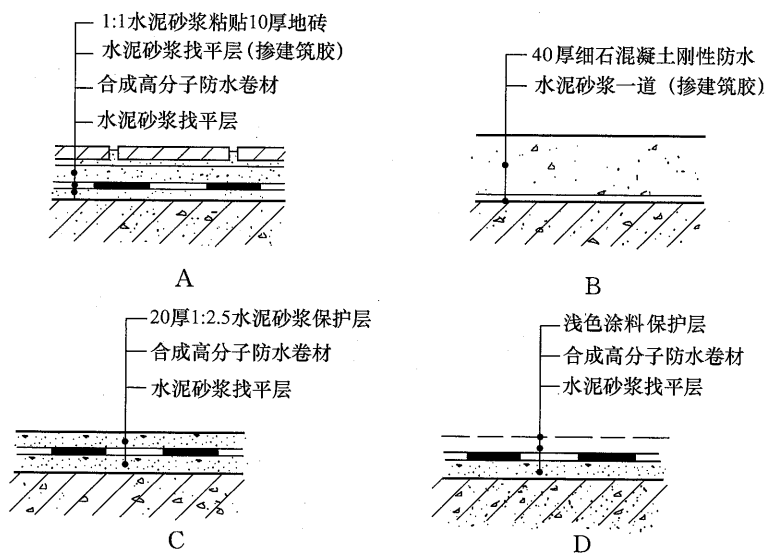 1:1水泥砂浆粘贴10厚地砖
水泥砂浆找平层(掺建筑胶)
合成高分子防水卷材
水泥砂浆找平层
A
40厚细石混凝土刚性防水
水泥砂浆一道 (掺建筑胶)
B
20厚1:2.5水泥砂浆保护层
合成高分子防水卷材
水泥砂浆找平层
C
浅色涂料保护层
合成高分子防水卷材
水泥砂浆找平层
D